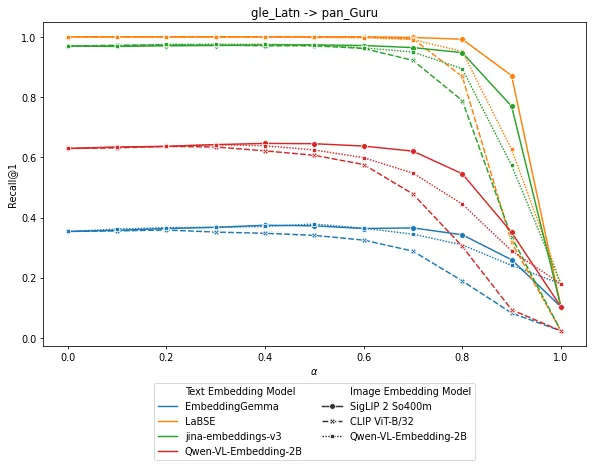 gle_Latn -> pan_Guru
Recall@1
1.0
0.8
0.6
0.4
0.2
0.0
0.0 0.2 0.4 0.6 0.8 1.0
α
Text Embedding Model
EmbeddingGemma
LaBSE
jina-embeddings-v3
Qwen-VL-Embedding-2B
Image Embedding Model
SigLIP 2 So400m
CLIP ViT-B/32
Qwen-VL-Embedding-2B